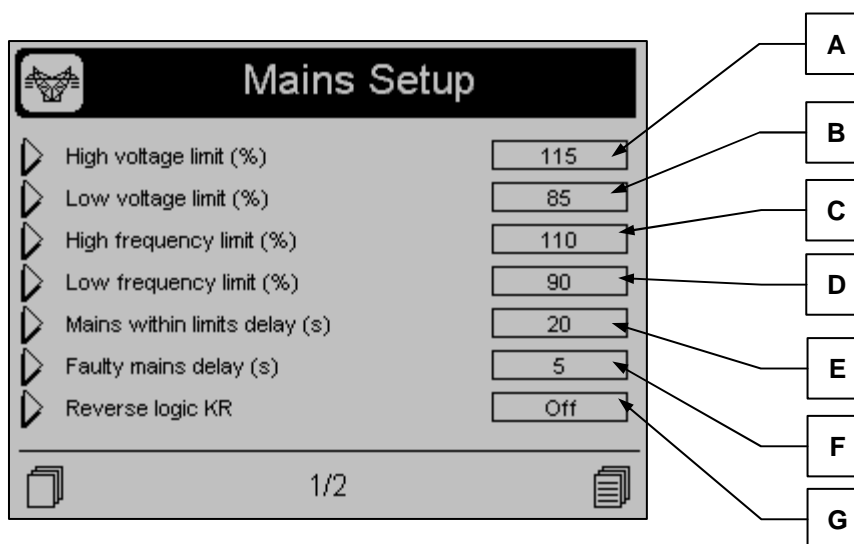 Mains Setup
High voltage limit (%) 115
Low voltage limit (%) 85
High frequency limit (%) 110
Low frequency limit (%) 90
Mains within limits delay (s) 20
Faulty mains delay (s) 5
Reverse logic KR Off
1/2
A
B
C
D
E
F
G